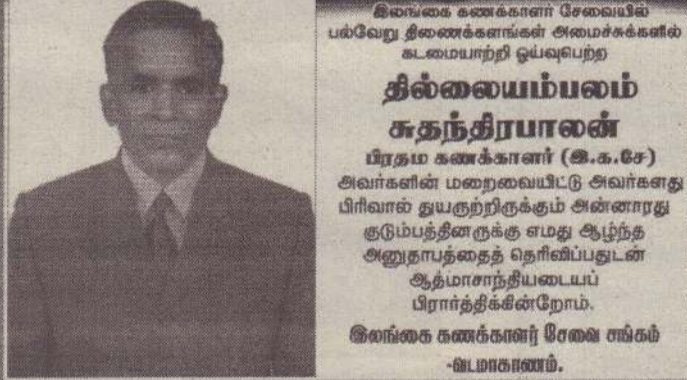 இலங்கை கணக்காளர் சேவையில்
பல்வேறு திணைக்களங்கள் அமைச்சுக்களில்
கடமையாற்றி ஓய்வுபெற்ற
தில்லையம்பலம்
சுதந்திரபாலன்
பிரதம கணக்காளர் (இ.க.சே)
அவர்களின் மறைவையிட்டு அவர்களது
பிரிவால் துயருற்றிருக்கும் அன்னாரது
குடும்பத்தினருக்கு எமது ஆழ்ந்த
அனுதாபத்தைத் தெரிவிப்பதுடன்
ஆத்மாசாந்தியடையப்
பிரார்த்திக்கின்றோம்.
இலங்கை கணக்காளர் சேவை சங்கம்
-வடமாகாணம்.